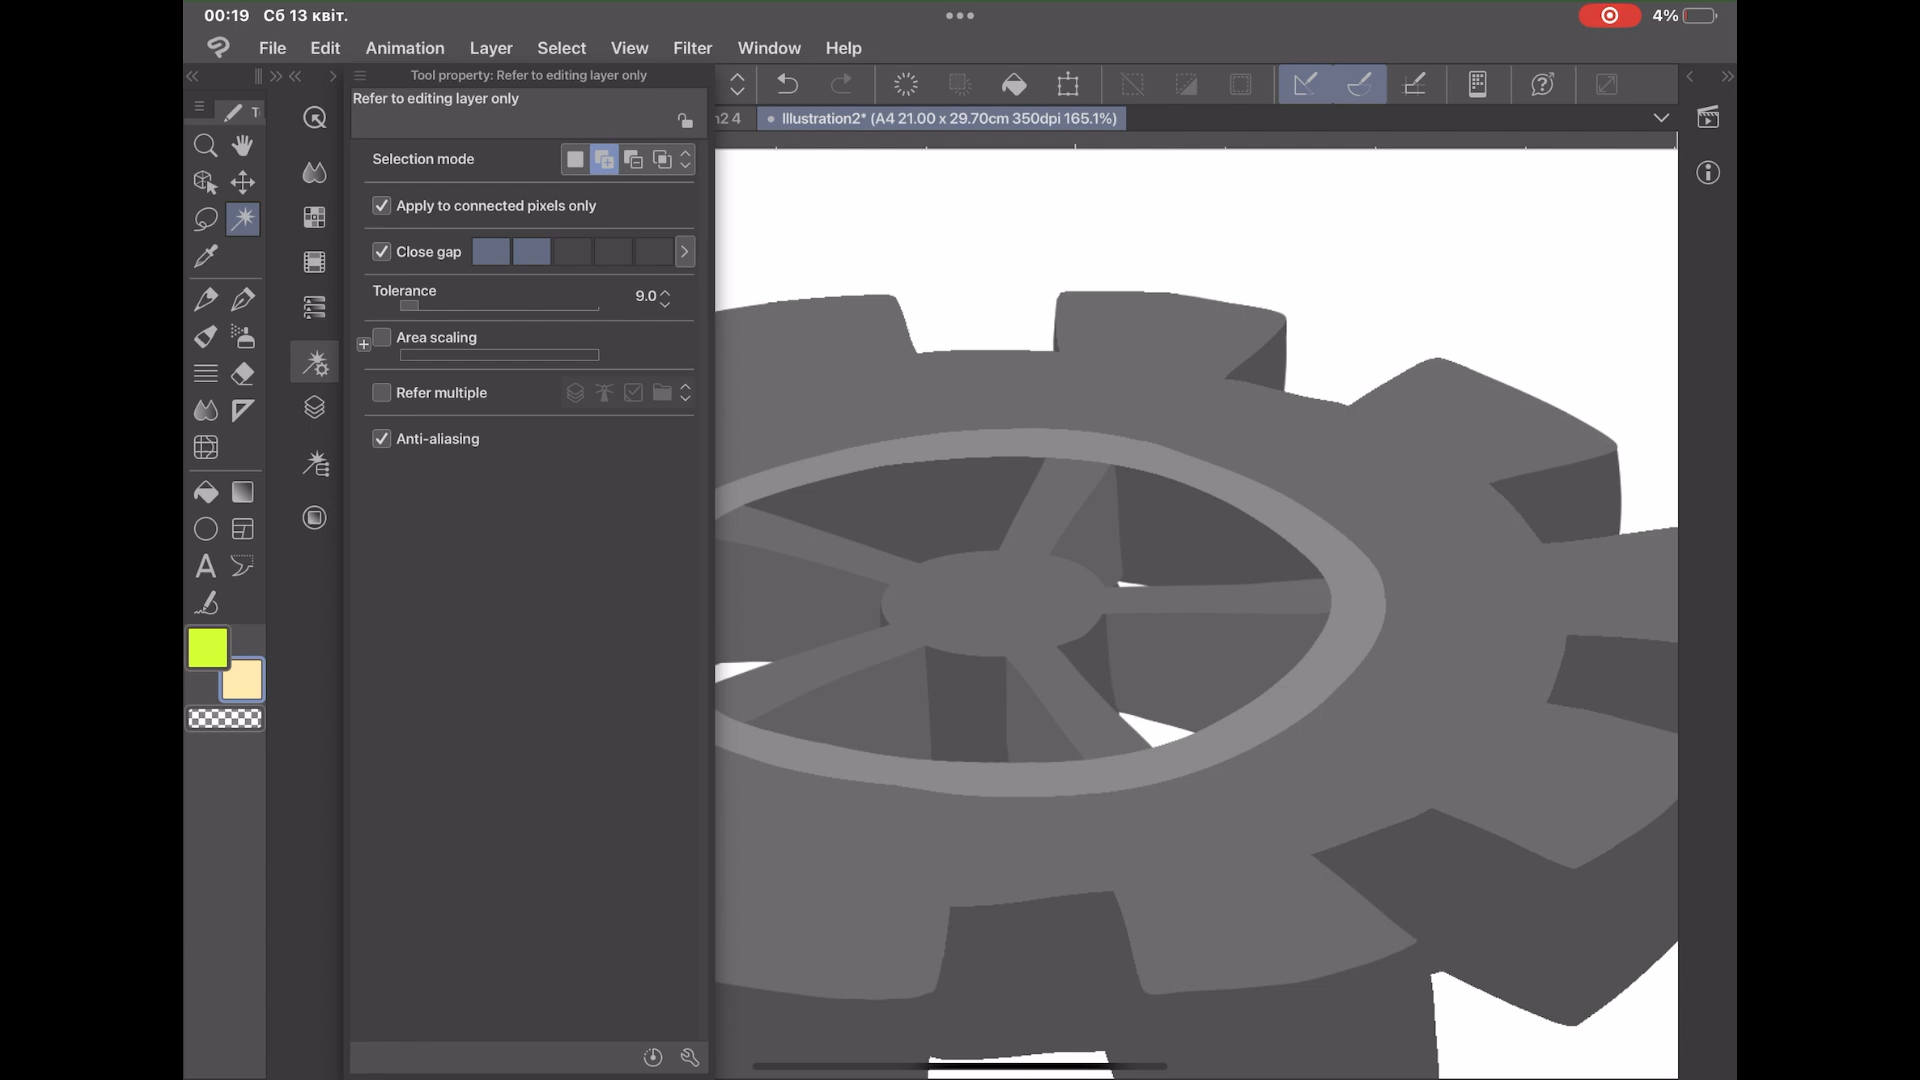 00:19 Сб 13 квіт.
4%
File Edit Animation Layer Select View Filter Window Help
Tool property: Refer to editing layer only
T
Refer to editing layer only
n2 4
Illustration2* (A4 21.00 x 29.70cm 350dpi 165.1%)
Selection mode
Apply to connected pixels only
Close gap
Tolerance
9.0
Area scaling
Refer multiple
Anti-aliasing